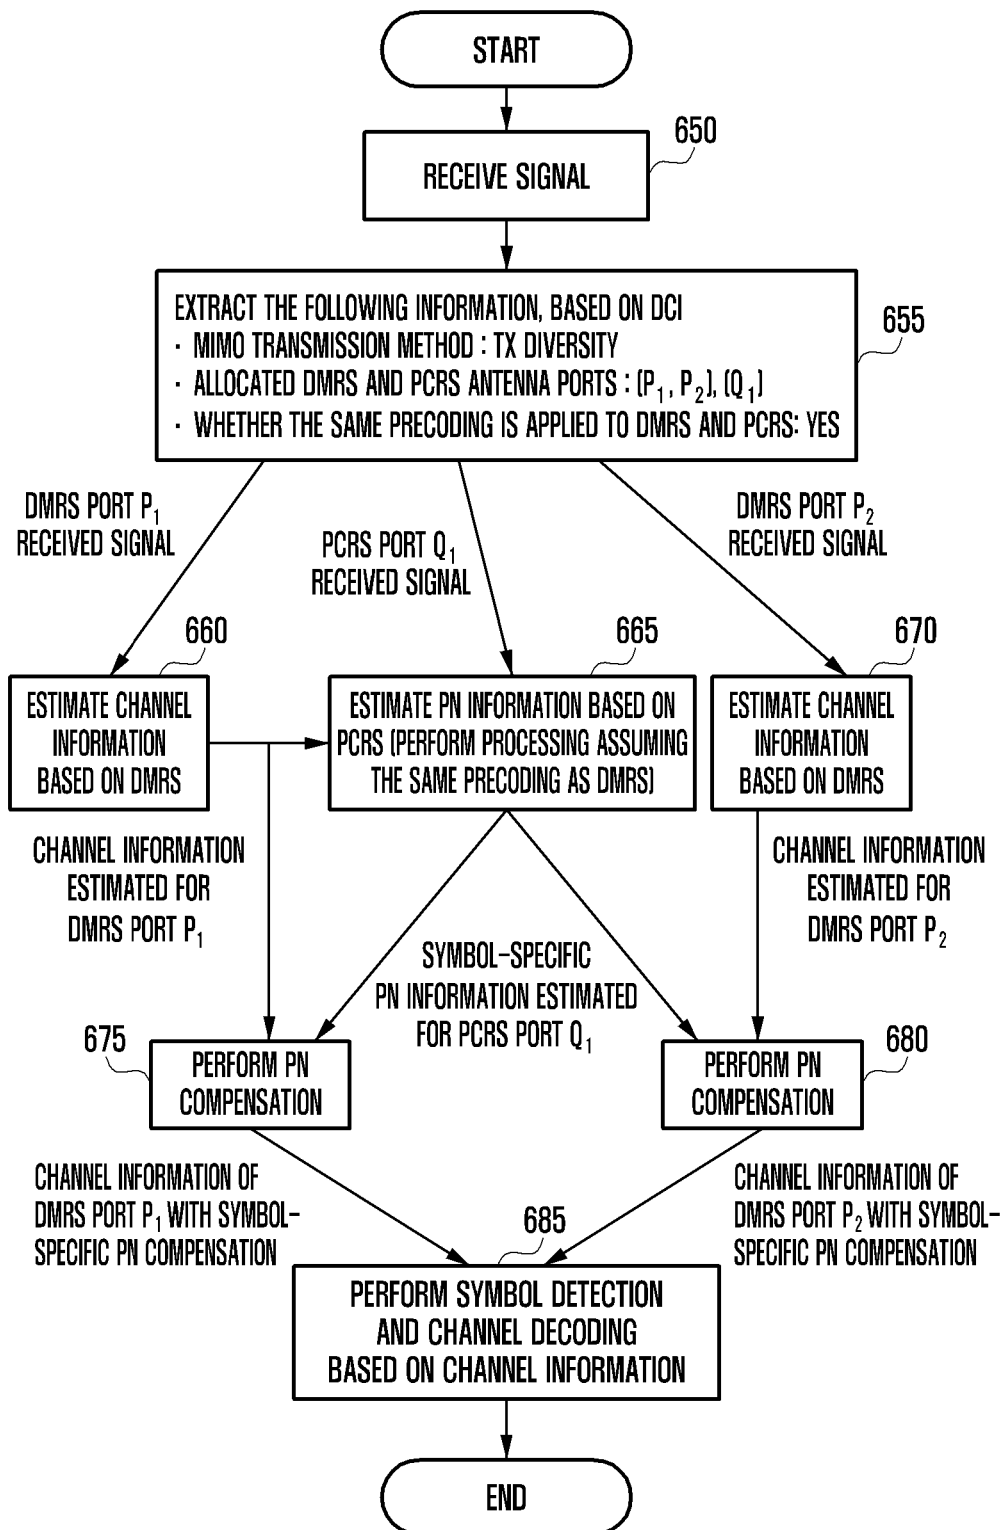 START
650
RECEIVE SIGNAL
EXTRACT THE FOLLOWING INFORMATION, BASED ON DCI
· MIMO TRANSMISSION METHOD : TX DIVERSITY
· ALLOCATED DMRS AND PCRS ANTENNA PORTS : (P₁, P₂), (Q₁)
· WHETHER THE SAME PRECODING IS APPLIED TO DMRS AND PCRS: YES
655
DMRS PORT P₁
RECEIVED SIGNAL
PCRS PORT Q₁
RECEIVED SIGNAL
DMRS PORT P₂
RECEIVED SIGNAL
660
ESTIMATE CHANNEL
INFORMATION
BASED ON DMRS
665
ESTIMATE PN INFORMATION BASED ON
PCRS (PERFORM PROCESSING ASSUMING
THE SAME PRECODING AS DMRS)
670
ESTIMATE CHANNEL
INFORMATION
BASED ON DMRS
CHANNEL INFORMATION
ESTIMATED FOR
DMRS PORT P₁
SYMBOL-SPECIFIC
PN INFORMATION ESTIMATED
FOR PCRS PORT Q₁
CHANNEL INFORMATION
ESTIMATED FOR
DMRS PORT P₂
675
PERFORM PN
COMPENSATION
680
PERFORM PN
COMPENSATION
CHANNEL INFORMATION OF
DMRS PORT P₁ WITH SYMBOL-
SPECIFIC PN COMPENSATION
CHANNEL INFORMATION OF
DMRS PORT P₂ WITH SYMBOL-
SPECIFIC PN COMPENSATION
685
PERFORM SYMBOL DETECTION
AND CHANNEL DECODING
BASED ON CHANNEL INFORMATION
END